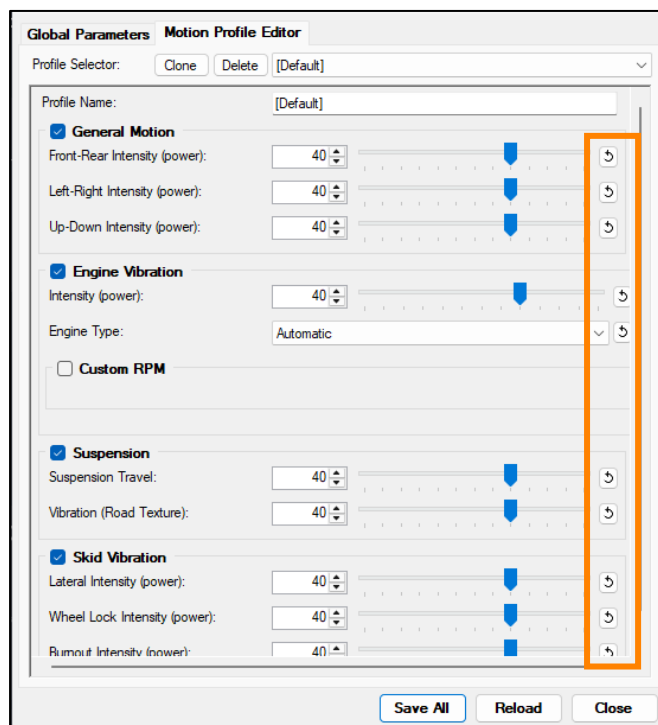 Global Parameters Motion Profile Editor
Profile Selector: Clone Delete [Default]
Profile Name: [Default]
General Motion
Front-Rear Intensity (power): 40
Left-Right Intensity (power): 40
Up-Down Intensity (power): 40
Engine Vibration
Intensity (power): 40
Engine Type: Automatic
Custom RPM
Suspension
Suspension Travel: 40
Vibration (Road Texture): 40
Skid Vibration
Lateral Intensity (power): 40
Wheel Lock Intensity (power): 40
Burnout Intensity (power): 40
Save All Reload Close